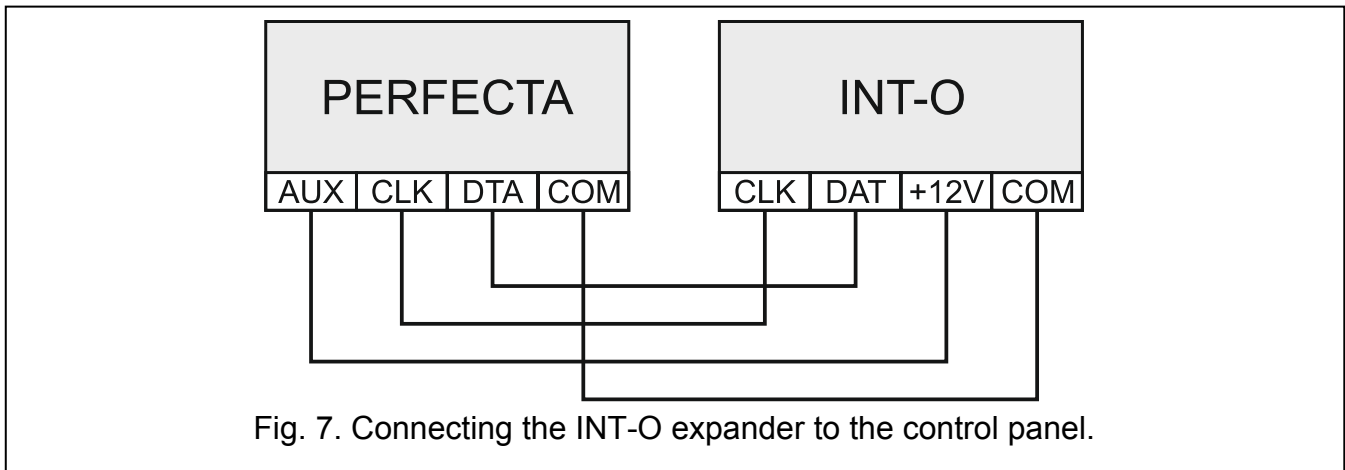 PERFECTA INT-O
AUX CLK DTA COM CLK DAT +12V COM
Fig. 7. Connecting the INT-O expander to the control panel.